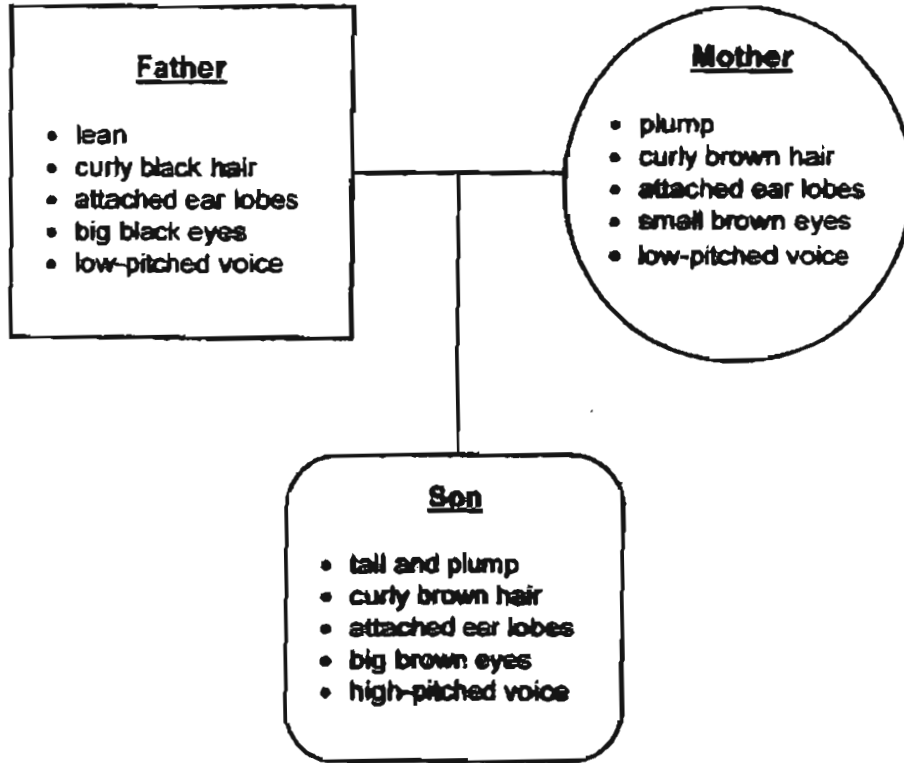 Father
• lean
• curly black hair
• attached ear lobes
• big black eyes
• low-pitched voice
Mother
• plump
• curly brown hair
• attached ear lobes
• small brown eyes
• low-pitched voice
Son
• tall and plump
• curly brown hair
• attached ear lobes
• big brown eyes
• high-pitched voice